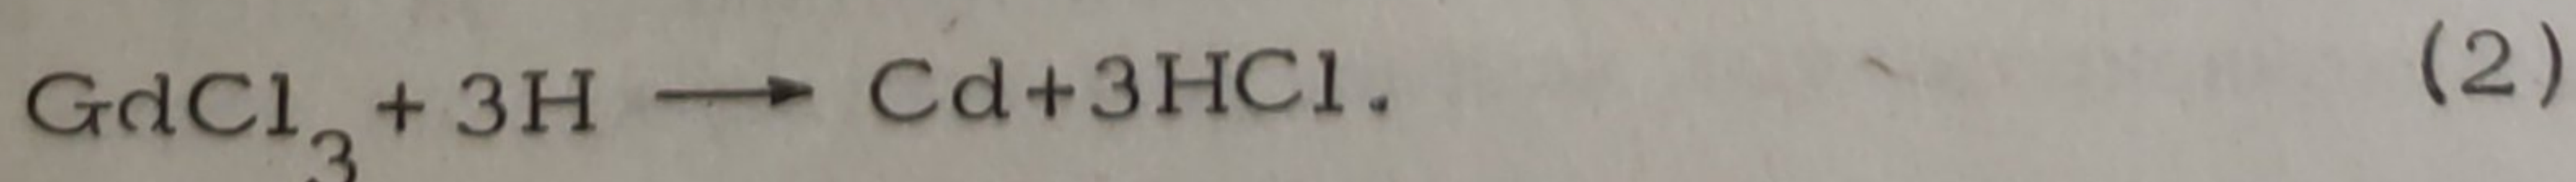 GdCl₃ + 3H → Cd+3HCl. (2)